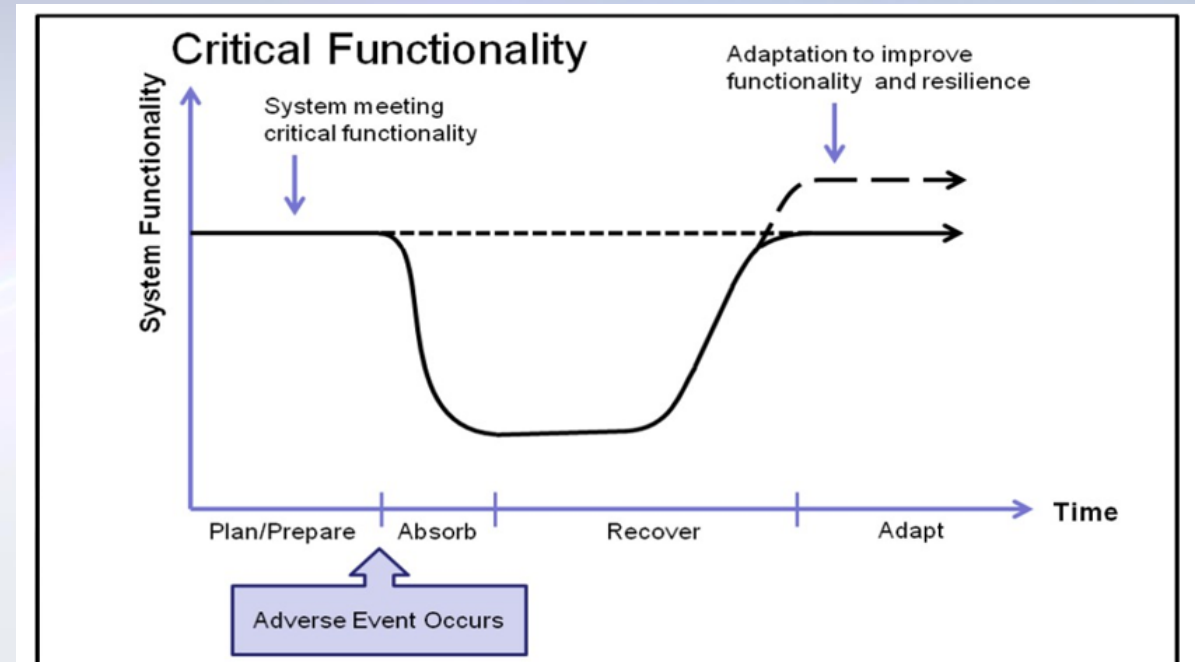 Critical Functionality
System Functionality
System meeting
critical functionality
Adaptation to improve
functionality and resilience
Time
Plan/Prepare
Absorb
Recover
Adapt
Adverse Event Occurs